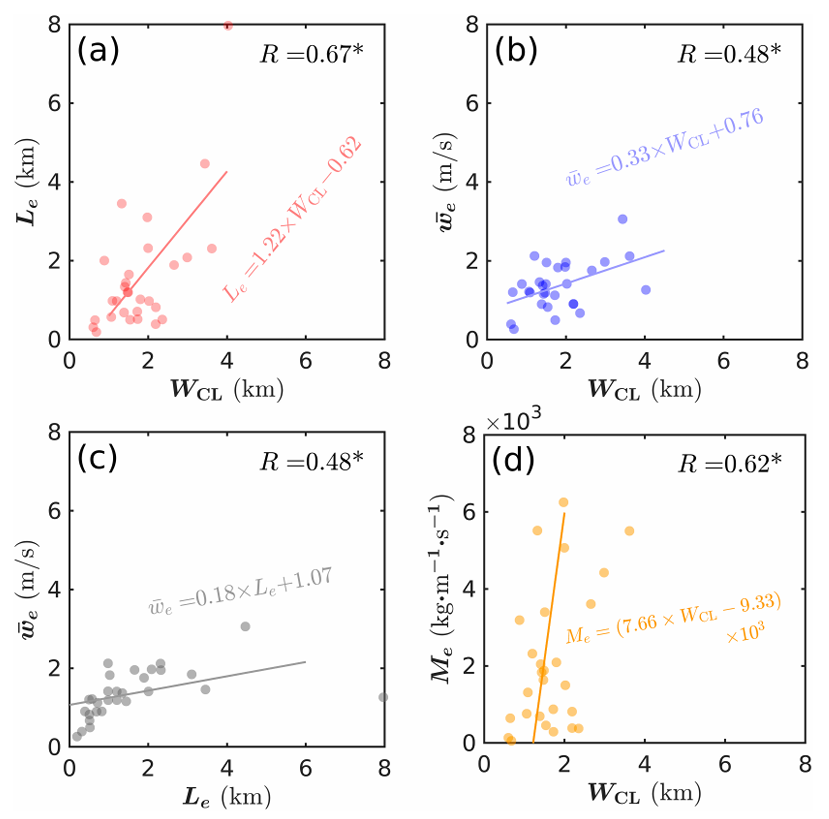 (a)
R =0.67*
8
6
4
2
0
0 2 4 6 8
L_e (km)
W_CL (km)
L_e=1.22×W_CL−0.62
(b)
R =0.48*
8
6
4
2
0
0 2 4 6 8
w̄_e (m/s)
W_CL (km)
w̄_e =0.33×W_CL+0.76
(c)
R =0.48*
8
6
4
2
0
0 2 4 6 8
w̄_e (m/s)
L_e (km)
w̄_e =0.18×L_e+1.07
×10³
(d)
R =0.62*
8
6
4
2
0
0 2 4 6 8
M_e (kg•m⁻¹•s⁻¹)
W_CL (km)
M_e = (7.66 × W_CL − 9.33)
×10³